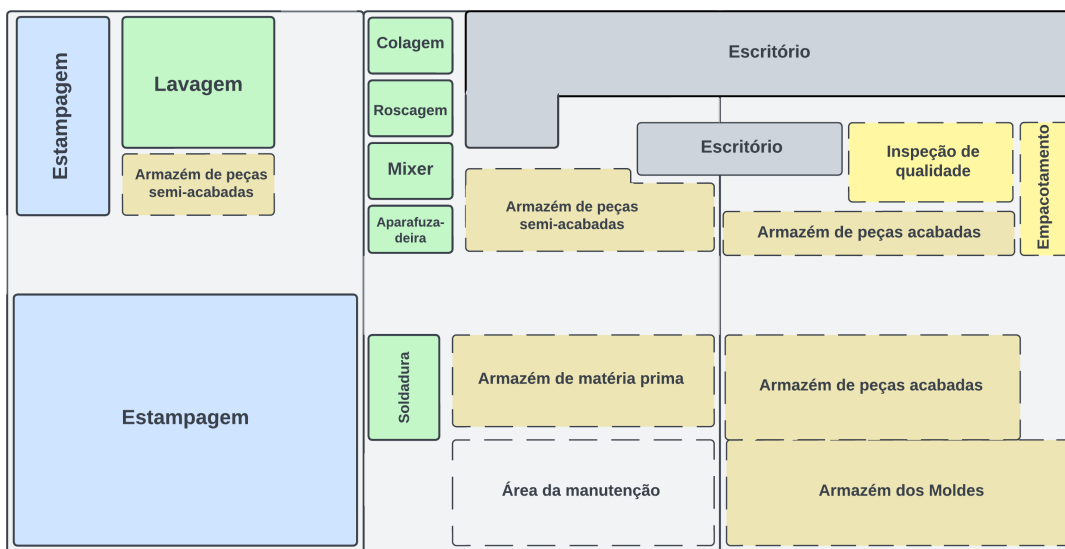 Estampagem
Lavagem
Armazém de peças
semi-acabadas
Estampagem
Colagem
Roscagem
Mixer
Aparafuza-
deira
Soldadura
Escritório
Escritório
Armazém de peças
semi-acabadas
Inspeção de
qualidade
Empacotamento
Armazém de peças acabadas
Armazém de matéria prima
Armazém de peças acabadas
Área da manutenção
Armazém dos Moldes